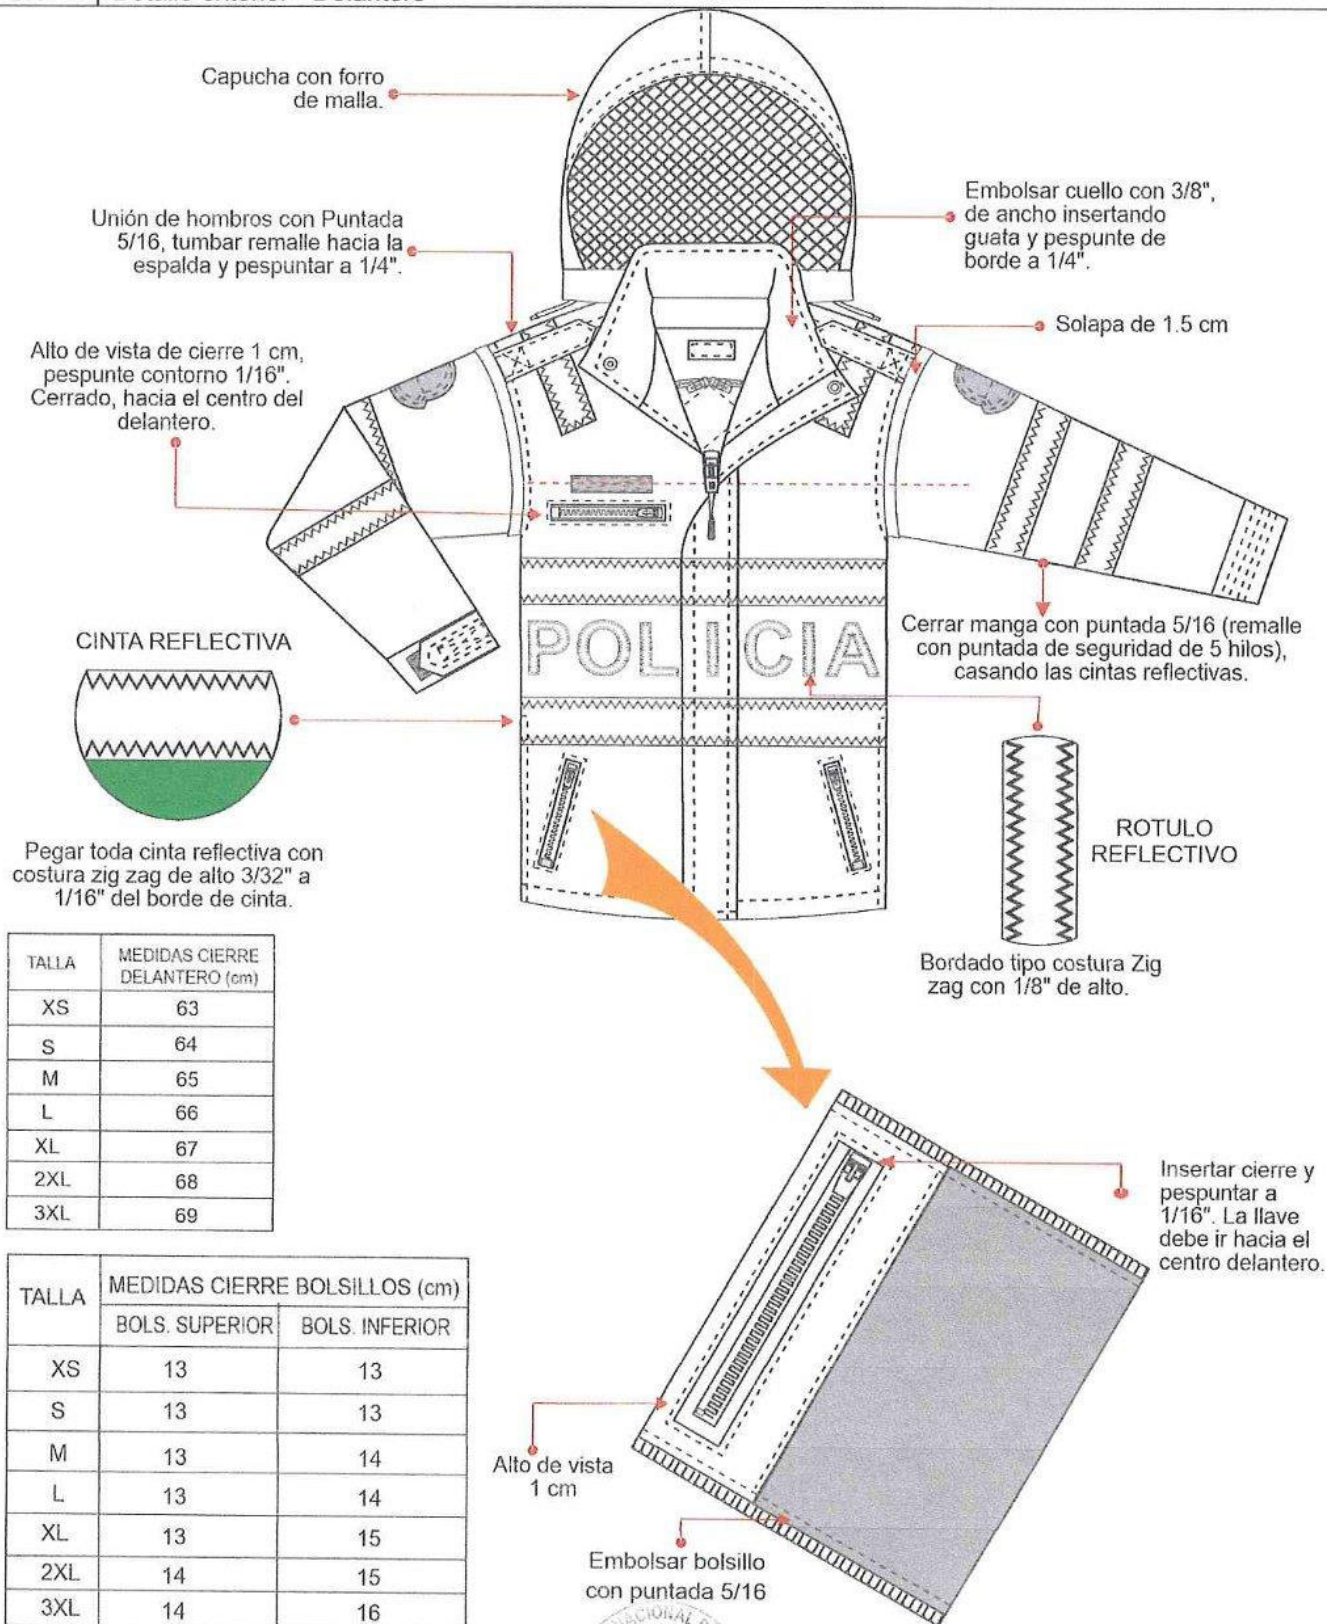 Capucha con forro
de malla.
Unión de hombros con Puntada
5/16, tumbar remalle hacia la
espalda y pespuntar a 1/4".
Embolsar cuello con 3/8",
de ancho insertando
guata y pespunte de
borde a 1/4".
Solapa de 1.5 cm
Alto de vista de cierre 1 cm,
pespunte contorno 1/16".
Cerrado, hacia el centro del
delantero.
POLICIA
Cerrar manga con puntada 5/16 (remalle
con puntada de seguridad de 5 hilos),
casando las cintas reflectivas.
CINTA REFLECTIVA
Pegar toda cinta reflectiva con
costura zig zag de alto 3/32" a
1/16" del borde de cinta.
ROTULO
REFLECTIVO
Bordado tipo costura Zig
zag con 1/8" de alto.
TALLA MEDIDAS CIERRE
DELANTERO (cm)
XS 63
S 64
M 65
L 66
XL 67
2XL 68
3XL 69
Insertar cierre y
pespuntar a
1/16". La llave
debe ir hacia el
centro delantero.
TALLA MEDIDAS CIERRE BOLSILLOS (cm)
BOLS. SUPERIOR BOLS. INFERIOR
XS 13 13
S 13 13
M 13 14
L 13 14
XL 13 15
2XL 14 15
3XL 14 16
Alto de vista
1 cm
Embolsar bolsillo
con puntada 5/16
NACIONAL